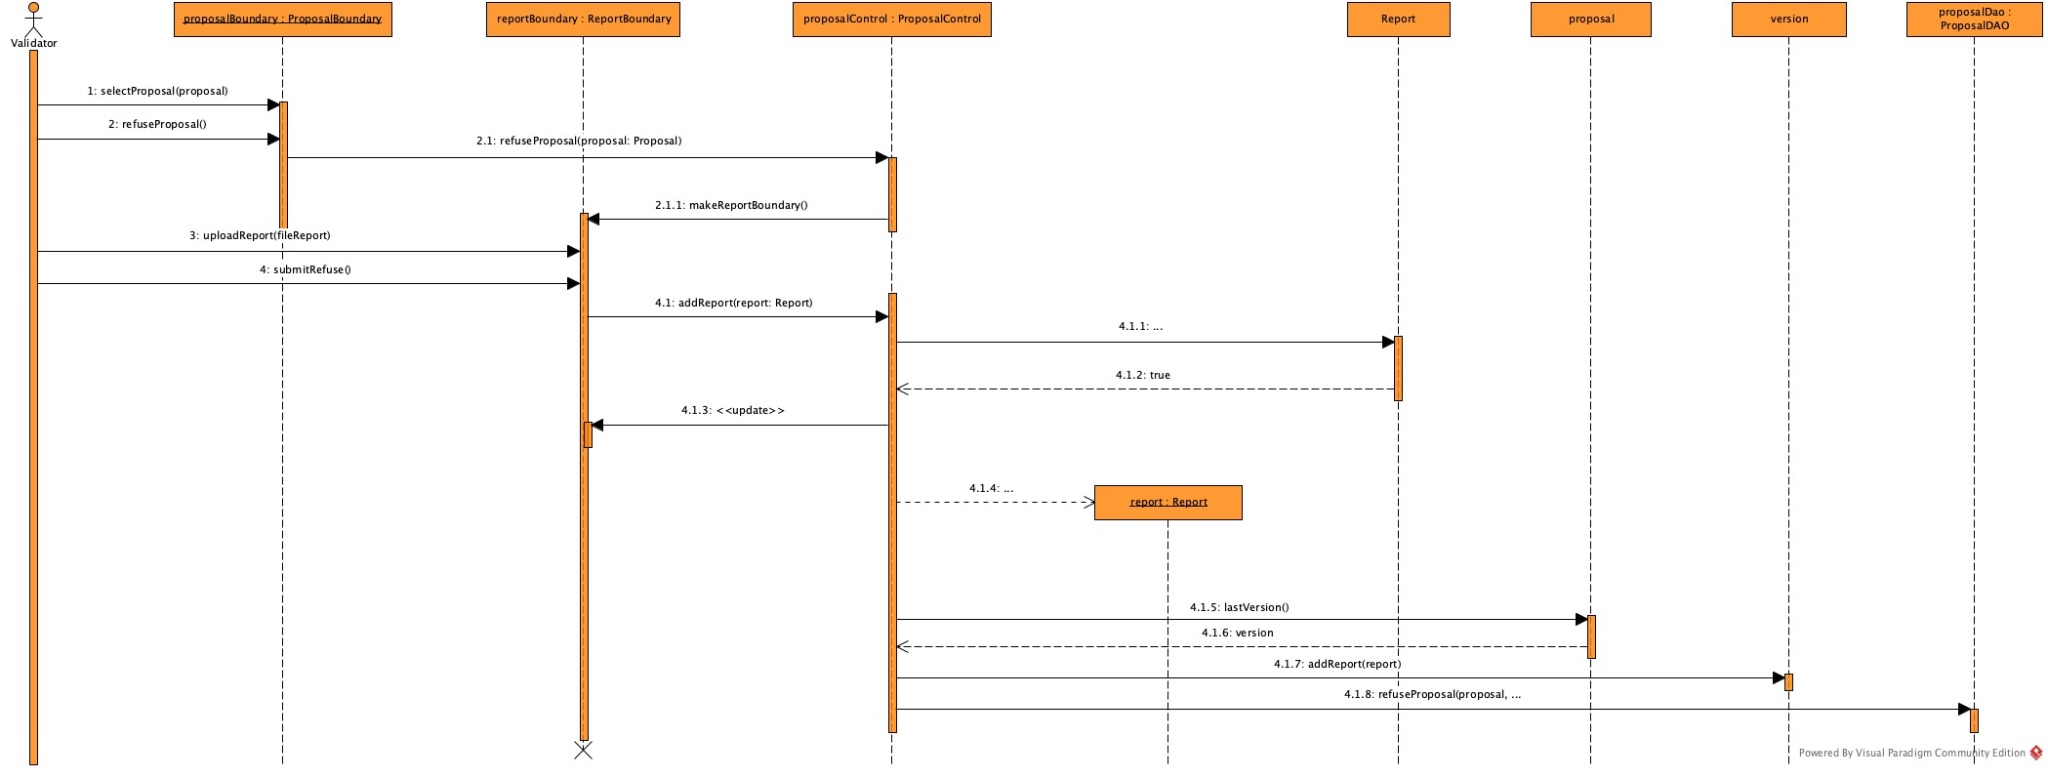 Validator
proposalBoundary : ProposalBoundary
reportBoundary : ReportBoundary
proposalControl : ProposalControl
Report
proposal
version
proposalDao :
ProposalDAO
1: selectProposal(proposal)
2: refuseProposal()
2.1: refuseProposal(proposal: Proposal)
2.1.1: makeReportBoundary()
3: uploadReport(fileReport)
4: submitRefuse()
4.1: addReport(report: Report)
4.1.1: ...
4.1.2: true
4.1.3: <<update>>
4.1.4: ...
report : Report
4.1.5: lastVersion()
4.1.6: version
4.1.7: addReport(report)
4.1.8: refuseProposal(proposal, ...
Powered By Visual Paradigm Community Edition